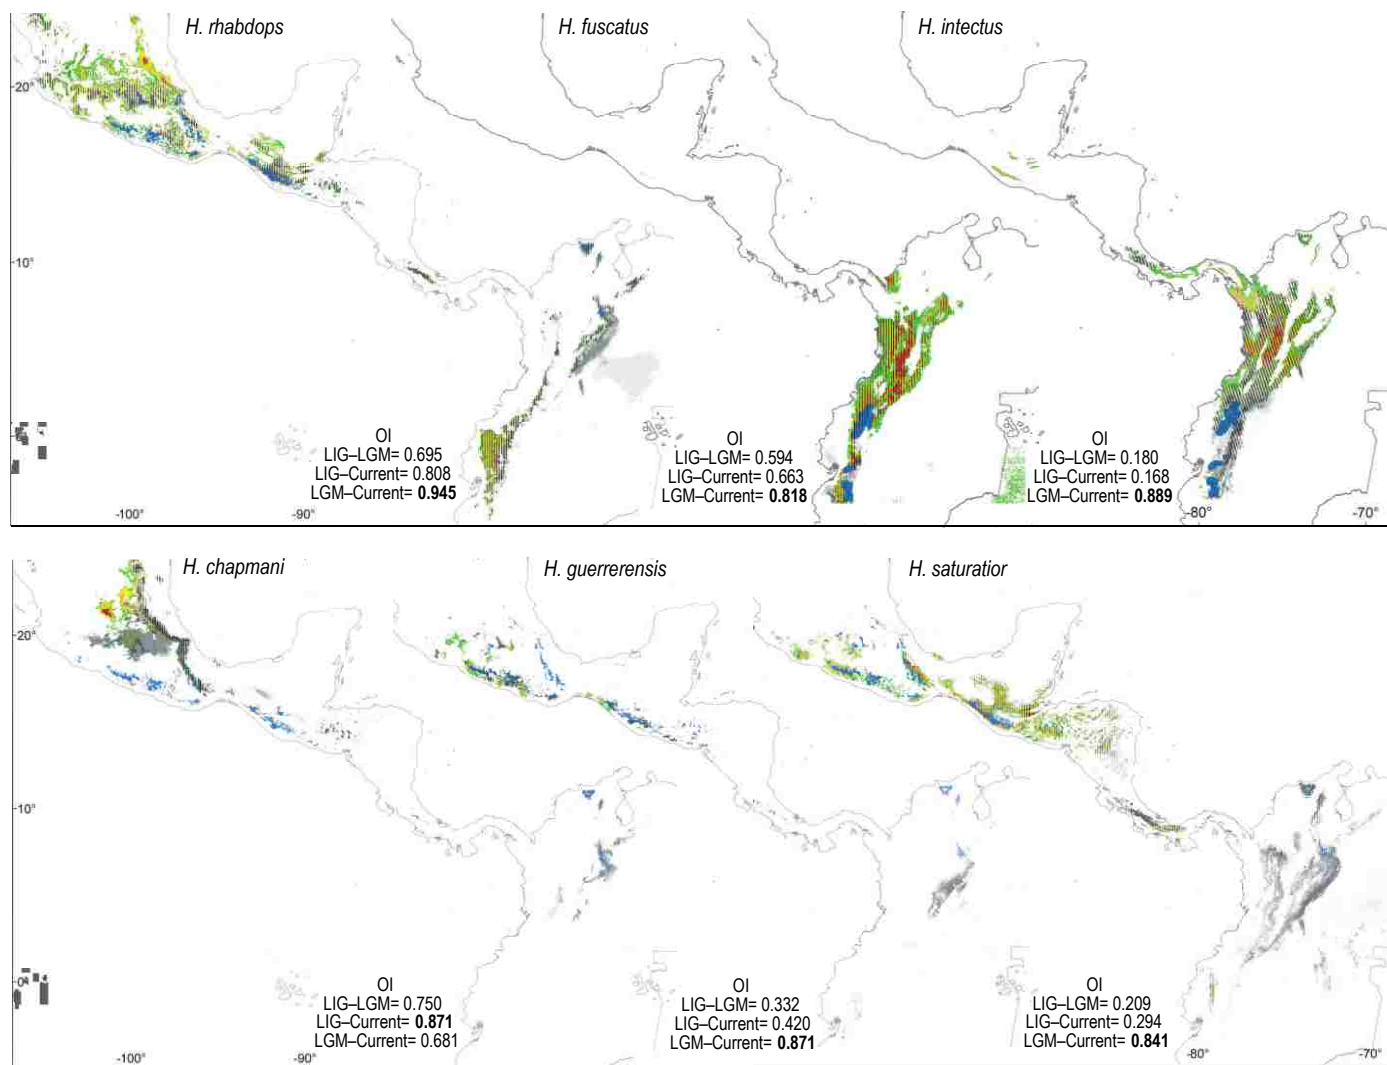 H. rhabdops
H. fuscatus
H. intectus
20°
10°
OI
LIG–LGM= 0.695
LIG–Current= 0.808
LGM–Current= 0.945
OI
LIG–LGM= 0.594
LIG–Current= 0.663
LGM–Current= 0.818
OI
LIG–LGM= 0.180
LIG–Current= 0.168
LGM–Current= 0.889
-100°
-90°
-80°
-70°
H. chapmani
H. guerrerensis
H. saturatior
20°
10°
0°
OI
LIG–LGM= 0.750
LIG–Current= 0.871
LGM–Current= 0.681
OI
LIG–LGM= 0.332
LIG–Current= 0.420
LGM–Current= 0.871
OI
LIG–LGM= 0.209
LIG–Current= 0.294
LGM–Current= 0.841
-100°
-90°
-80°
-70°